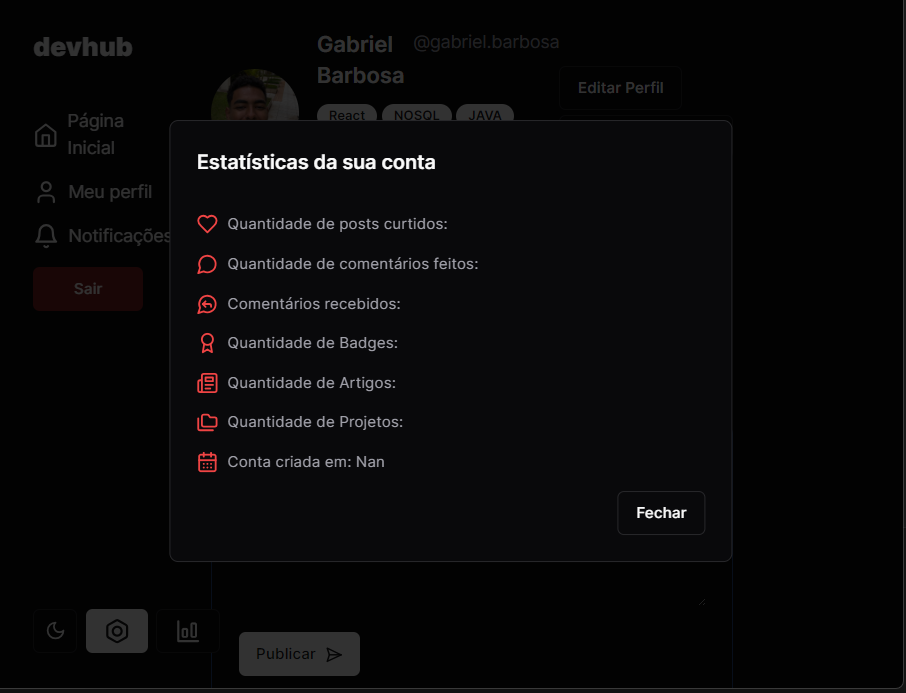 devhub
Gabriel
Barbosa
@gabriel.barbosa
Editar Perfil
React
NOSQL
JAVA
Página
Inicial
Meu perfil
Notificações
Sair
Estatísticas da sua conta
Quantidade de posts curtidos:
Quantidade de comentários feitos:
Comentários recebidos:
Quantidade de Badges:
Quantidade de Artigos:
Quantidade de Projetos:
Conta criada em: Nan
Fechar
Publicar